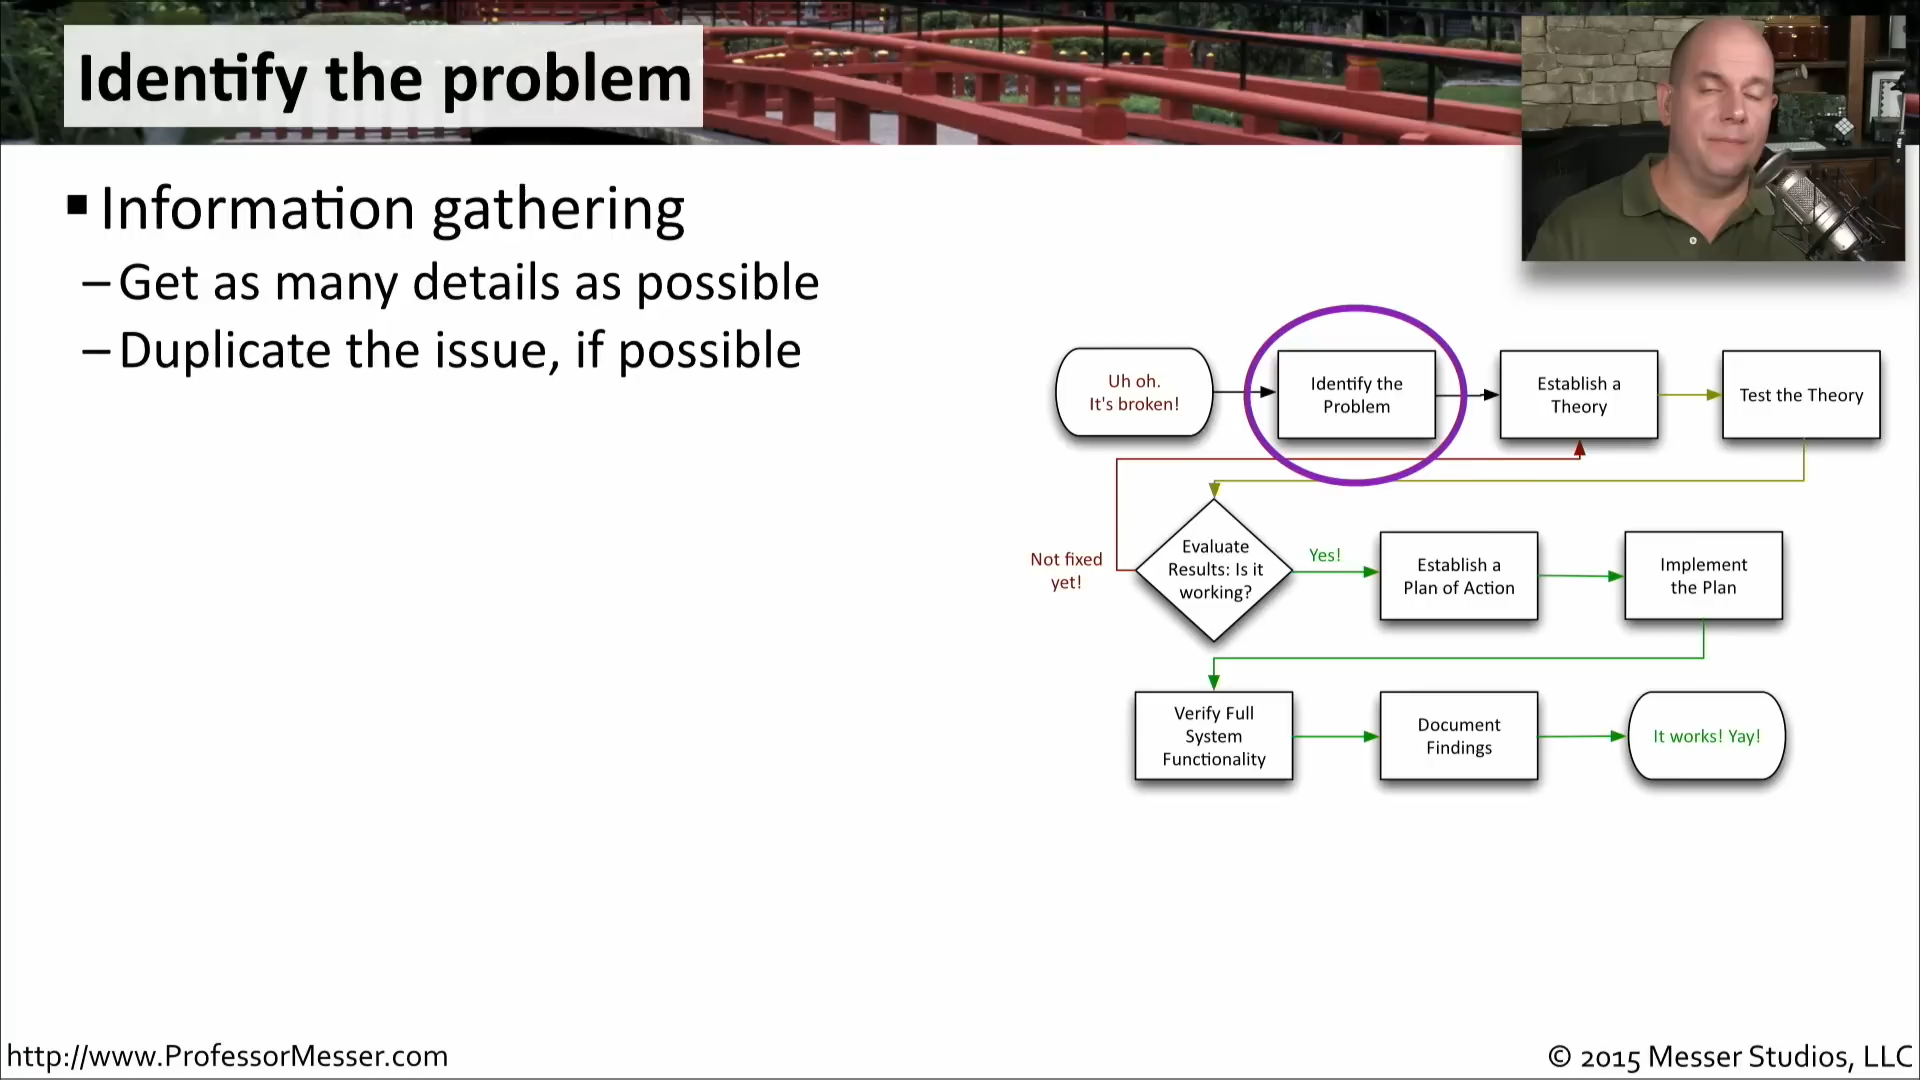 Identify the problem
▪ Information gathering
– Get as many details as possible
– Duplicate the issue, if possible
Uh oh.
It's broken!
Identify the
Problem
Establish a
Theory
Test the Theory
Not fixed
yet!
Evaluate
Results: Is it
working?
Yes!
Establish a
Plan of Action
Implement
the Plan
Verify Full
System
Functionality
Document
Findings
It works! Yay!
http://www.ProfessorMesser.com
© 2015 Messer Studios, LLC